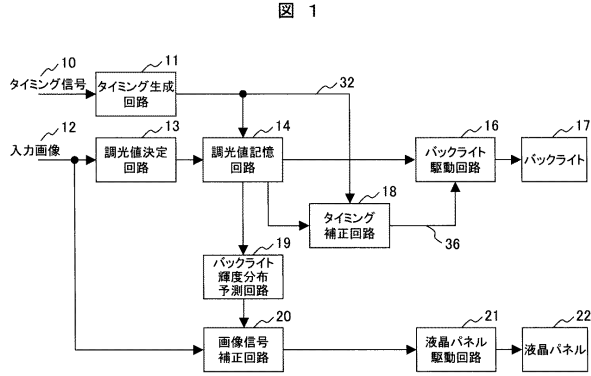 図 1
10
タイミング信号
11
タイミング生成
回路
32
12
入力画像
13
調光値決定
回路
14
調光値記憶
回路
16
バックライト
駆動回路
17
バックライト
18
タイミング
補正回路
36
19
バックライト
輝度分布
予測回路
20
画像信号
補正回路
21
液晶パネル
駆動回路
22
液晶パネル